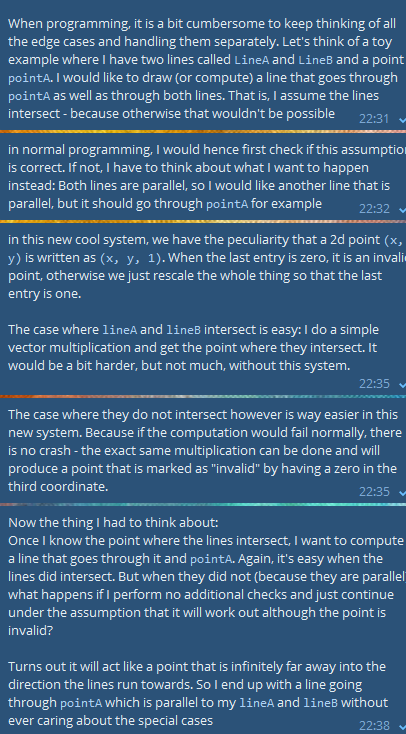 When programming, it is a bit cumbersome to keep thinking of all
the edge cases and handling them separately. Let's think of a toy
example where I have two lines called LineA and LineB and a point
pointA. I would like to draw (or compute) a line that goes through
pointA as well as through both lines. That is, I assume the lines
intersect - because otherwise that wouldn't be possible
22:31
in normal programming, I would hence first check if this assumption
is correct. If not, I have to think about what I want to happen
instead: Both lines are parallel, so I would like another line that is
parallel, but it should go through pointA for example
22:32
in this new cool system, we have the peculiarity that a 2d point (x,
y) is written as (x, y, 1). When the last entry is zero, it is an invalid
point, otherwise we just rescale the whole thing so that the last
entry is one.
The case where lineA and lineB intersect is easy: I do a simple
vector multiplication and get the point where they intersect. It
would be a bit harder, but not much, without this system.
22:35
The case where they do not intersect however is way easier in this
new system. Because if the computation would fail normally, there
is no crash - the exact same multiplication can be done and will
produce a point that is marked as "invalid" by having a zero in the
third coordinate.
22:35
Now the thing I had to think about:
Once I know the point where the lines intersect, I want to compute
a line that goes through it and pointA. Again, it's easy when the
lines did intersect. But when they did not (because they are parallel)
what happens if I perform no additional checks and just continue
under the assumption that it will work out although the point is
invalid?
Turns out it will act like a point that is infinitely far away into the
direction the lines run towards. So I end up with a line going
through pointA which is parallel to my lineA and lineB without
ever caring about the special cases
22:38